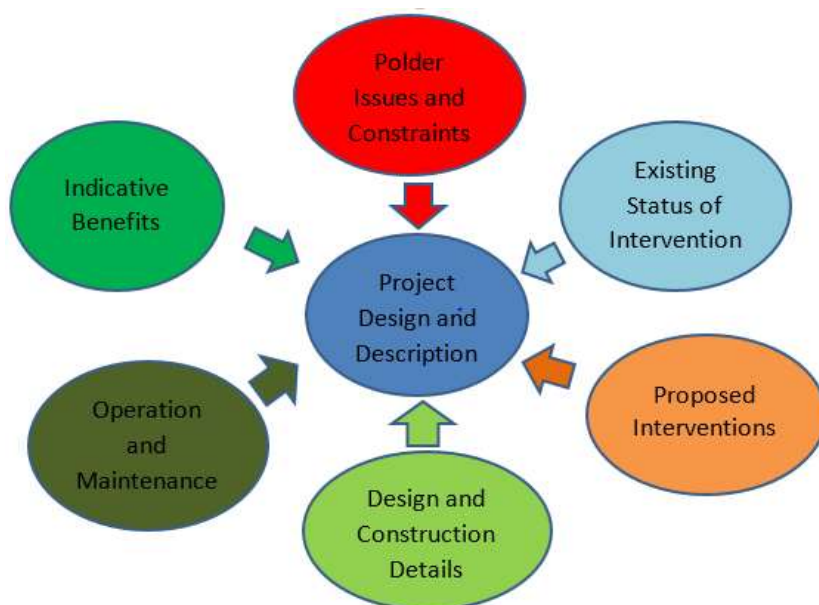 Polder
Issues and
Constraints
Indicative
Benefits
Existing
Status of
Intervention
Project
Design and
Description
Operation
and
Maintenance
Proposed
Interventions
Design and
Construction
Details